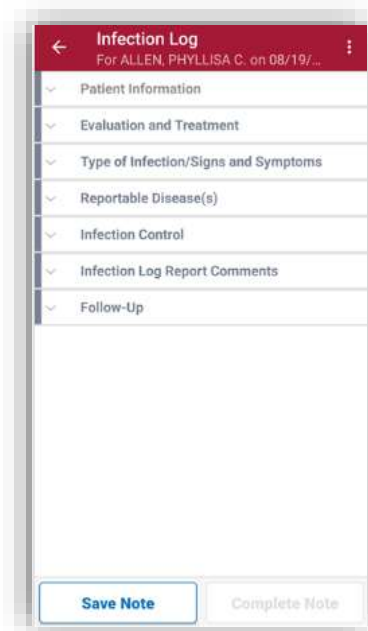 Infection Log
For ALLEN, PHYLLISA C. on 08/19/...
Patient Information
Evaluation and Treatment
Type of Infection/Signs and Symptoms
Reportable Disease(s)
Infection Control
Infection Log Report Comments
Follow-Up
Save Note
Complete Note